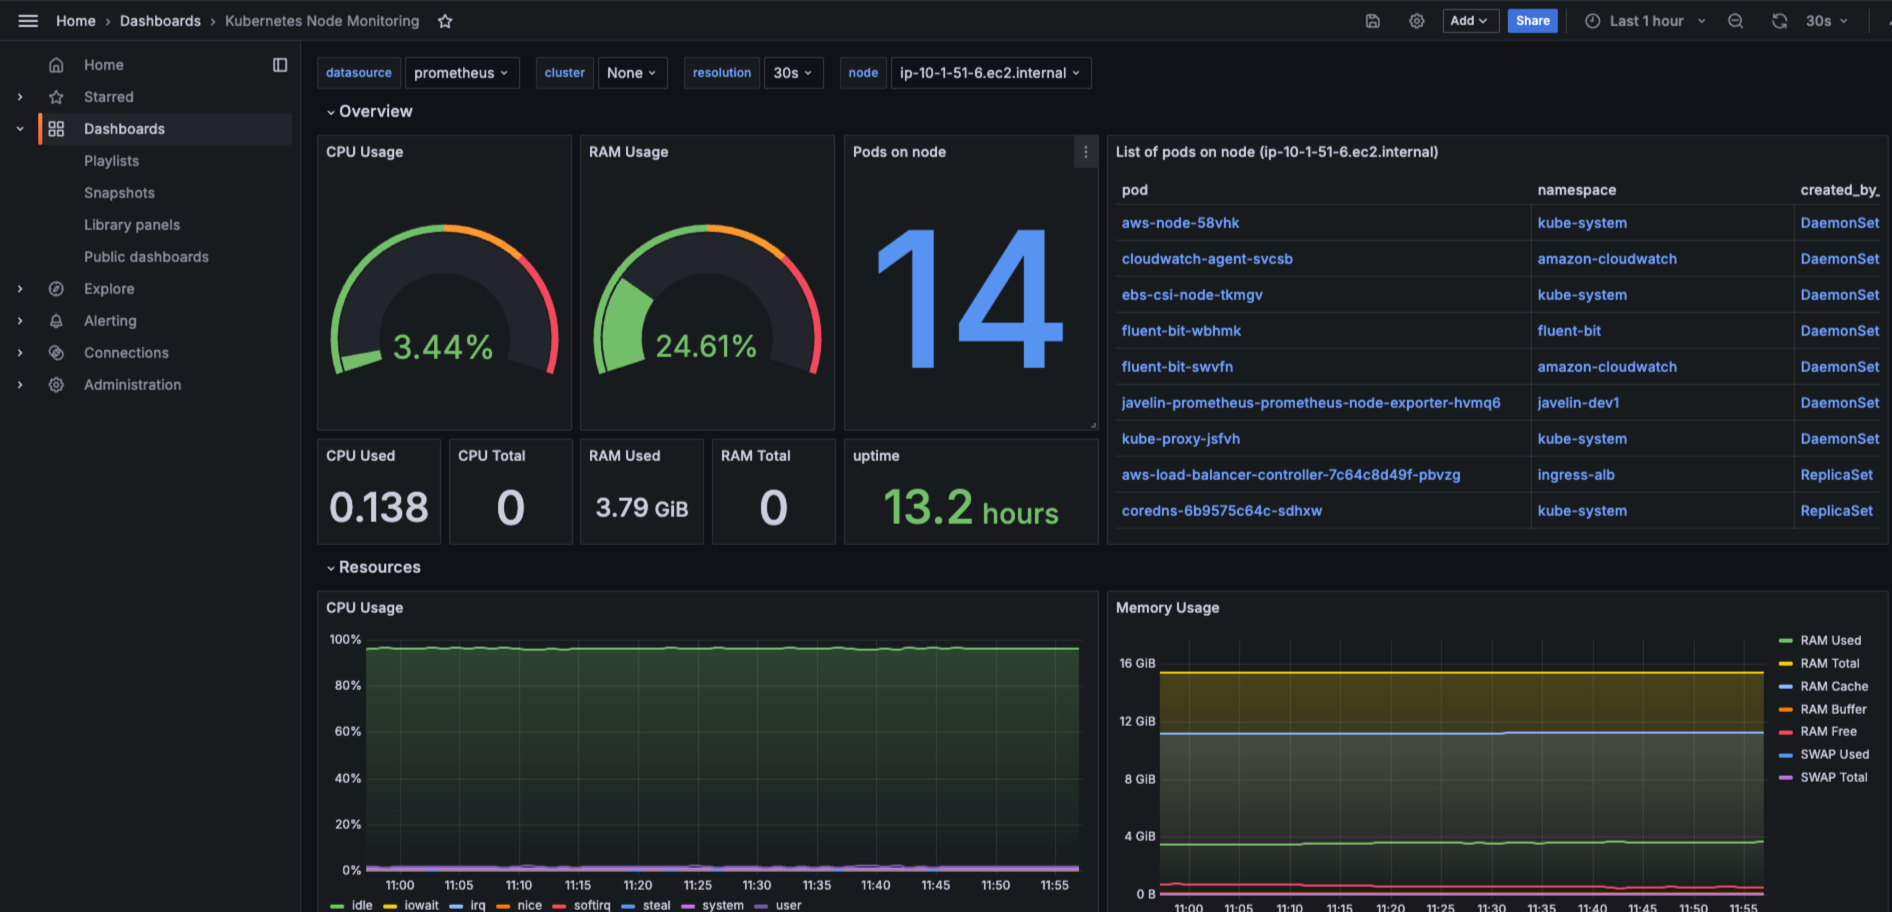 Home › Dashboards › Kubernetes Node Monitoring
Add
Share
Last 1 hour
30s
Home
Starred
Dashboards
Playlists
Snapshots
Library panels
Public dashboards
Explore
Alerting
Connections
Administration
datasource prometheus cluster None resolution 30s node ip-10-1-51-6.ec2.internal
Overview
CPU Usage
3.44%
RAM Usage
24.61%
Pods on node
14
List of pods on node (ip-10-1-51-6.ec2.internal)
pod namespace created_by_
aws-node-58vhk kube-system DaemonSet
cloudwatch-agent-svcsb amazon-cloudwatch DaemonSet
ebs-csi-node-tkmgv kube-system DaemonSet
fluent-bit-wbhmk fluent-bit DaemonSet
fluent-bit-swvfn amazon-cloudwatch DaemonSet
javelin-prometheus-prometheus-node-exporter-hvmq6 javelin-dev1 DaemonSet
kube-proxy-jsfvh kube-system DaemonSet
aws-load-balancer-controller-7c64c8d49f-pbvzg ingress-alb ReplicaSet
coredns-6b9575c64c-sdhxw kube-system ReplicaSet
CPU Used
0.138
CPU Total
0
RAM Used
3.79 GiB
RAM Total
0
uptime
13.2 hours
Resources
CPU Usage
100%
80%
60%
40%
20%
0%
11:00 11:05 11:10 11:15 11:20 11:25 11:30 11:35 11:40 11:45 11:50 11:55
idle iowait irq nice softirq steal system user
Memory Usage
16 GiB
12 GiB
8 GiB
4 GiB
0 B
11:00 11:05 11:10 11:15 11:20 11:25 11:30 11:35 11:40 11:45 11:50 11:55
RAM Used
RAM Total
RAM Cache
RAM Buffer
RAM Free
SWAP Used
SWAP Total